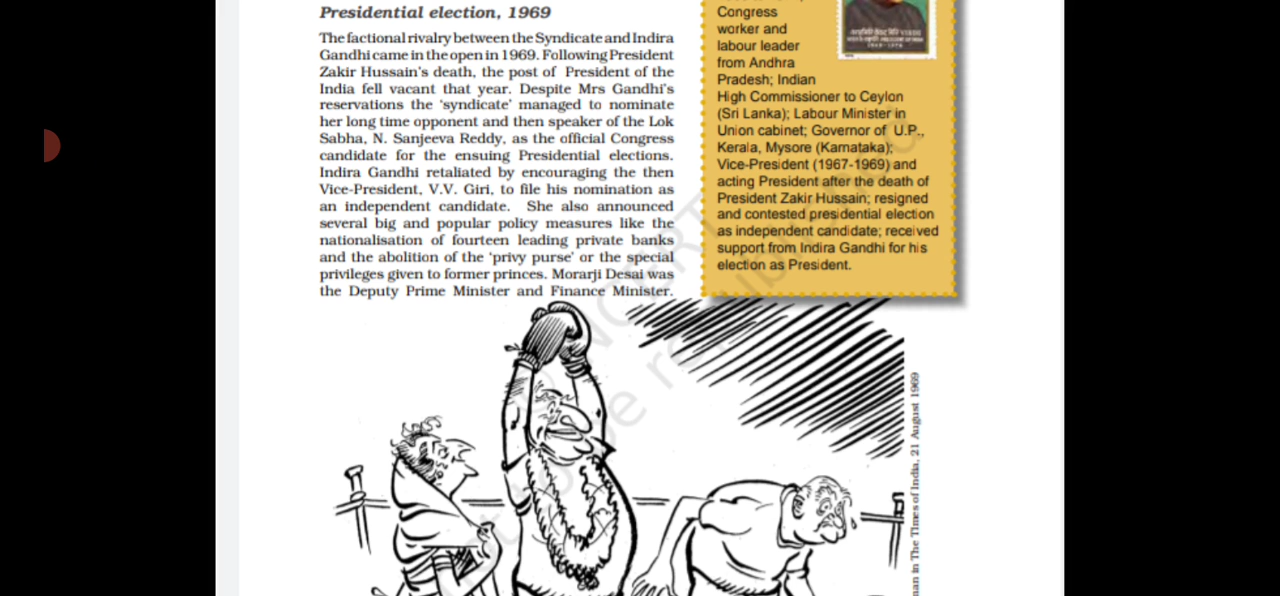 Presidential election, 1969
The factional rivalry between the Syndicate and Indira
Gandhi came in the open in 1969. Following President
Zakir Hussain's death, the post of President of the
India fell vacant that year. Despite Mrs Gandhi's
reservations the 'syndicate' managed to nominate
her long time opponent and then speaker of the Lok
Sabha, N. Sanjeeva Reddy, as the official Congress
candidate for the ensuing Presidential elections.
Indira Gandhi retaliated by encouraging the then
Vice-President, V.V. Giri, to file his nomination as
an independent candidate. She also announced
several big and popular policy measures like the
nationalisation of fourteen leading private banks
and the abolition of the 'privy purse' or the special
privileges given to former princes. Morarji Desai was
the Deputy Prime Minister and Finance Minister.
Congress
worker and
labour leader
from Andhra
Pradesh; Indian
High Commissioner to Ceylon
(Sri Lanka); Labour Minister in
Union cabinet; Governor of U.P.,
Kerala, Mysore (Karnataka);
Vice-President (1967-1969) and
acting President after the death of
President Zakir Hussain; resigned
and contested presidential election
as independent candidate; received
support from Indira Gandhi for his
election as President.
in The Times of India, 21 August 1969